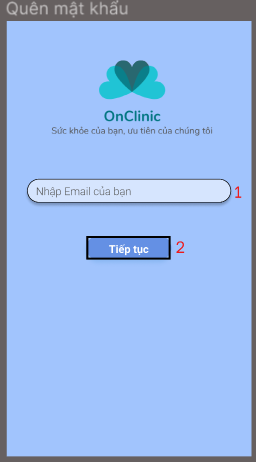 Quên mật khẩu
OnClinic
Sức khỏe của bạn, ưu tiên của chúng tôi
Nhập Email của bạn 1
Tiếp tục 2